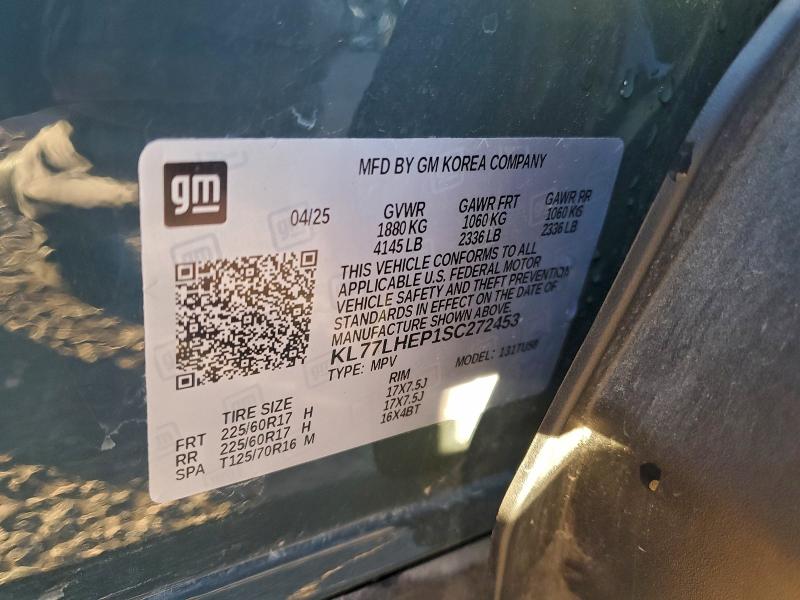 gm
MFD BY GM KOREA COMPANY
04/25
GVWR GAWR FRT GAWR RR
1880 KG 1060 KG 1060 KG
4145 LB 2336 LB 2336 LB
THIS VEHICLE CONFORMS TO ALL
APPLICABLE U.S. FEDERAL MOTOR
VEHICLE SAFETY AND THEFT PREVENTION
STANDARDS IN EFFECT ON THE DATE OF
MANUFACTURE SHOWN ABOVE.
KL77LHEP1SC272453
TYPE: MPV MODEL: 131TU58
TIRE SIZE RIM
FRT 225/60R17 H 17X7.5J
RR 225/60R17 H 17X7.5J
SPA T125/70R16 M 16X4BT